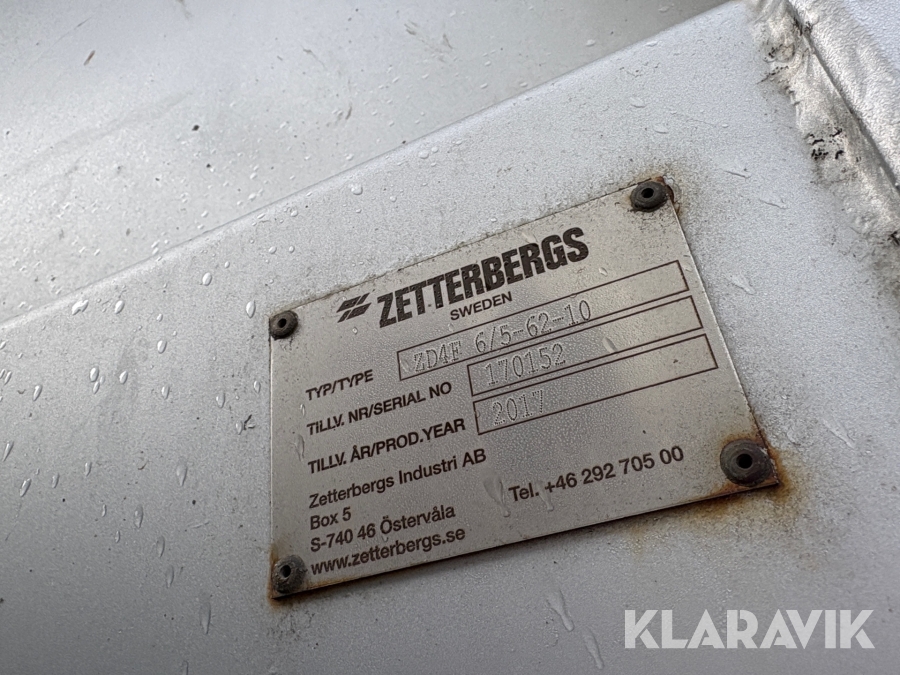 ZETTERBERGS
SWEDEN
TYP/TYPE ZD4F 6/5-62-10
TILLV. NR/SERIAL NO 170152
TILLV. ÅR/PROD.YEAR 2017
Zetterbergs Industri AB
Box 5
S-740 46 Östervåla
www.zetterbergs.se
Tel. +46 292 705 00
KLARAVIK